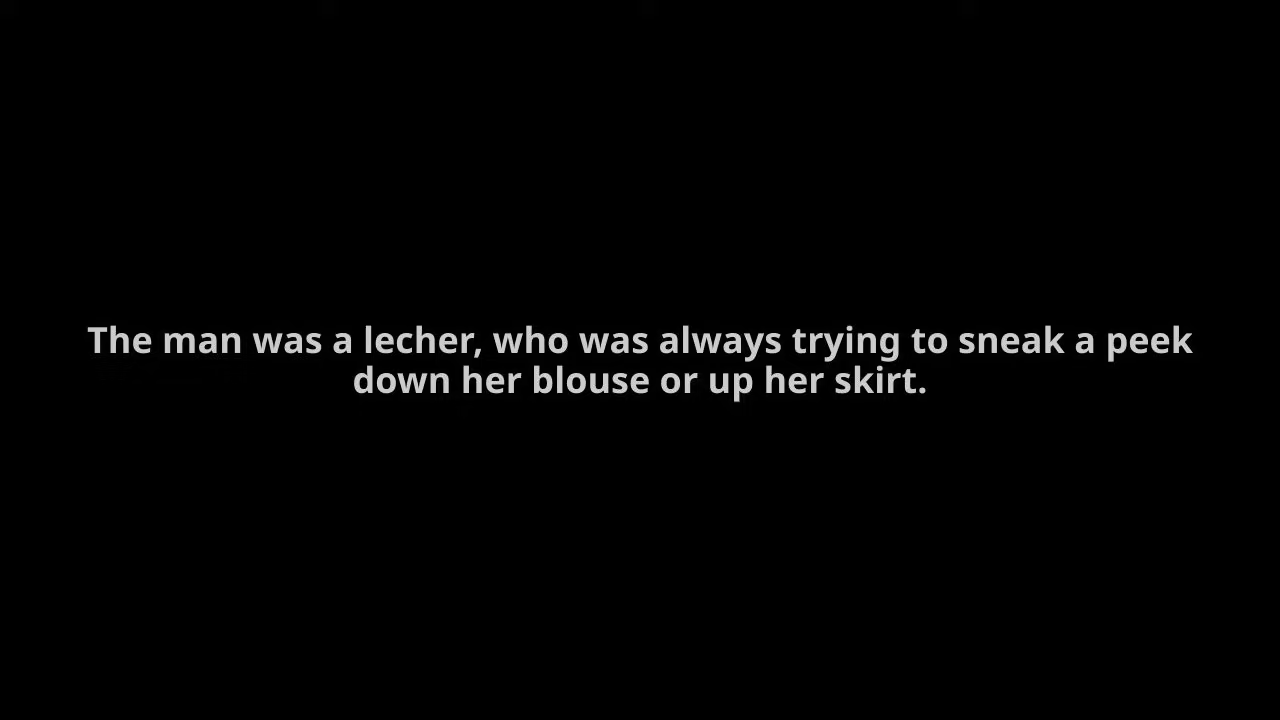 The man was a lecher, who was always trying to sneak a peek
down her blouse or up her skirt.